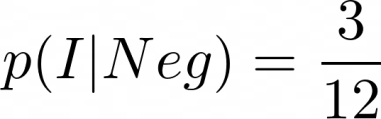 p(I|Neg) = 3/12